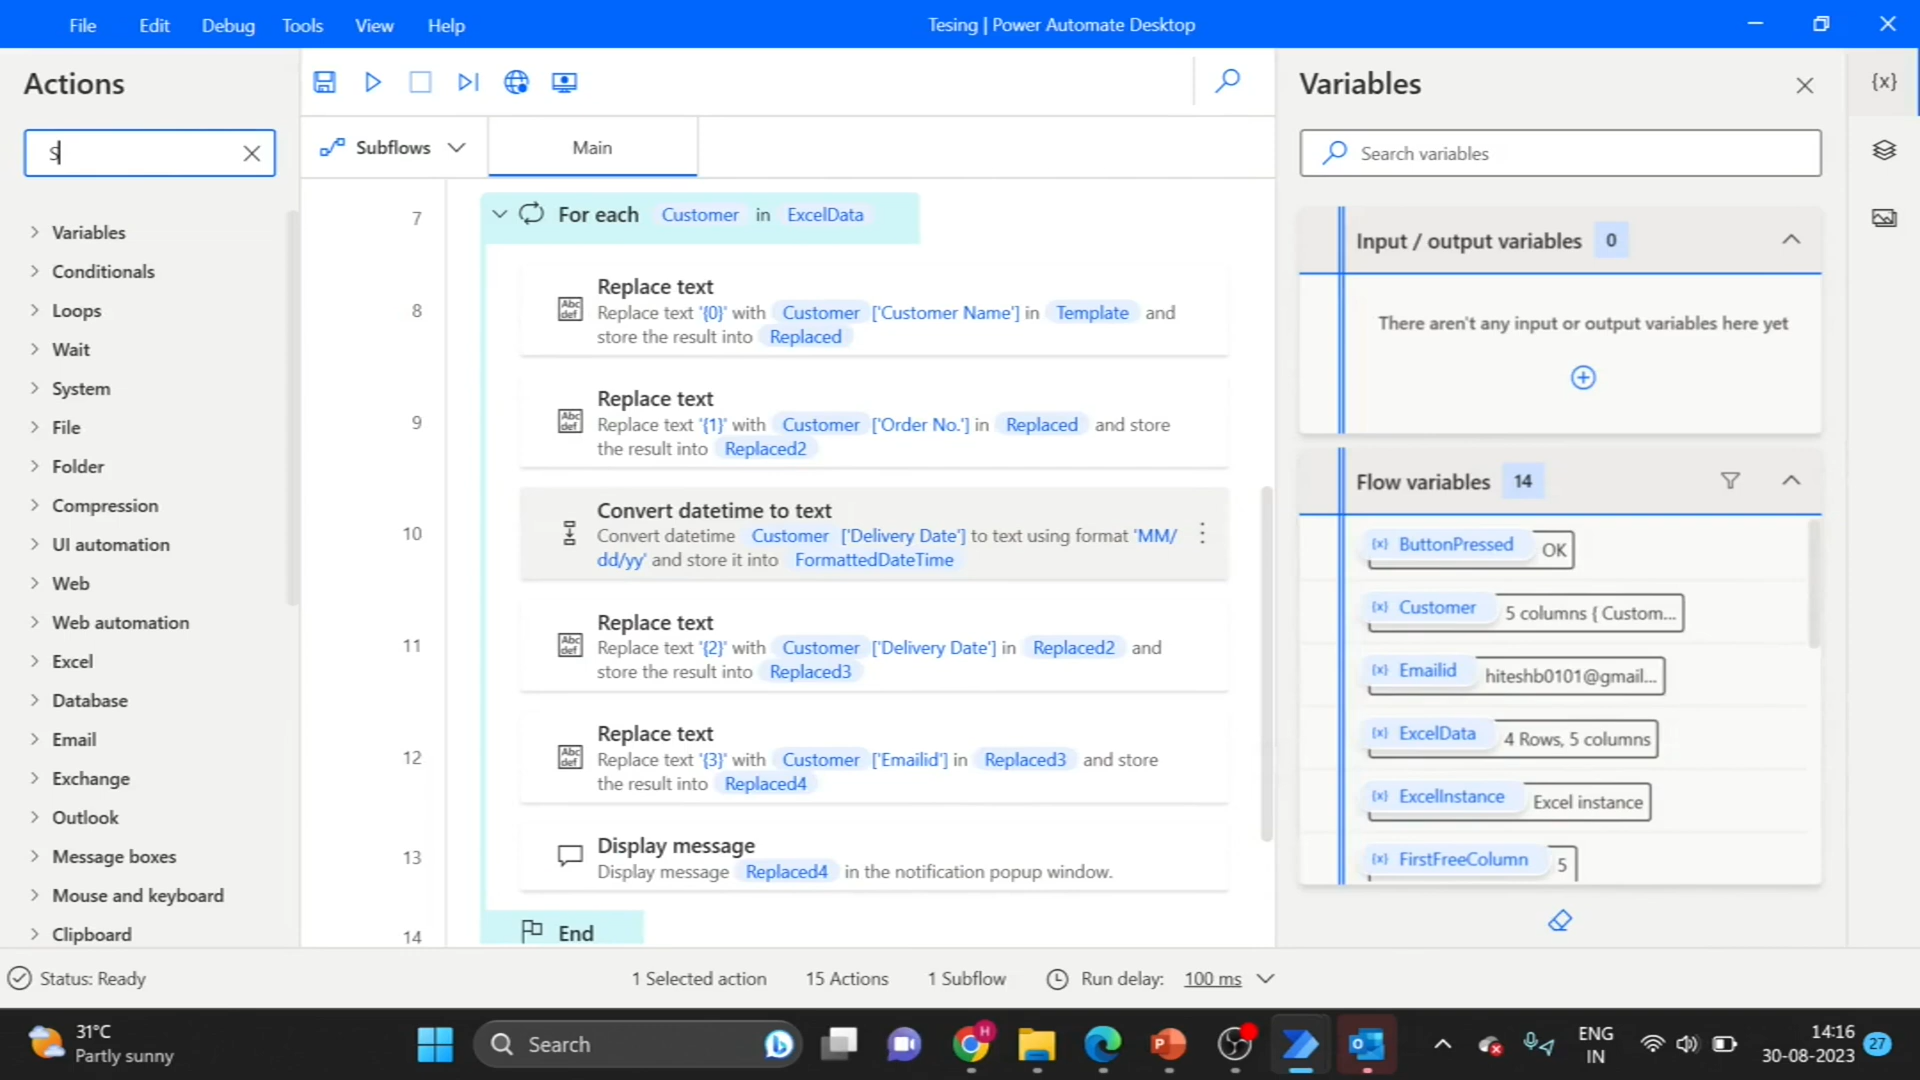 File Edit Debug Tools View Help Tesing | Power Automate Desktop
Actions
S
Variables
Conditionals
Loops
Wait
System
File
Folder
Compression
UI automation
Web
Web automation
Excel
Database
Email
Exchange
Outlook
Message boxes
Mouse and keyboard
Clipboard
Subflows Main
7 For each Customer in ExcelData
8 Replace text
Replace text '{0}' with Customer ['Customer Name'] in Template and
store the result into Replaced
9 Replace text
Replace text '{1}' with Customer ['Order No.'] in Replaced and store
the result into Replaced2
10 Convert datetime to text
Convert datetime Customer ['Delivery Date'] to text using format 'MM/
dd/yy' and store it into FormattedDateTime
11 Replace text
Replace text '{2}' with Customer ['Delivery Date'] in Replaced2 and
store the result into Replaced3
12 Replace text
Replace text '{3}' with Customer ['Emailid'] in Replaced3 and store
the result into Replaced4
13 Display message
Display message Replaced4 in the notification popup window.
14 End
Variables {x}
Search variables
Input / output variables 0
There aren't any input or output variables here yet
Flow variables 14
{x} ButtonPressed OK
{x} Customer 5 columns { Custom...
{x} Emailid hiteshb0101@gmail...
{x} ExcelData 4 Rows, 5 columns
{x} ExcelInstance Excel instance
{x} FirstFreeColumn 5
Status: Ready 1 Selected action 15 Actions 1 Subflow Run delay: 100 ms
31°C
Partly sunny
Search
H
P
ENG
IN
14:16
30-08-2023
27